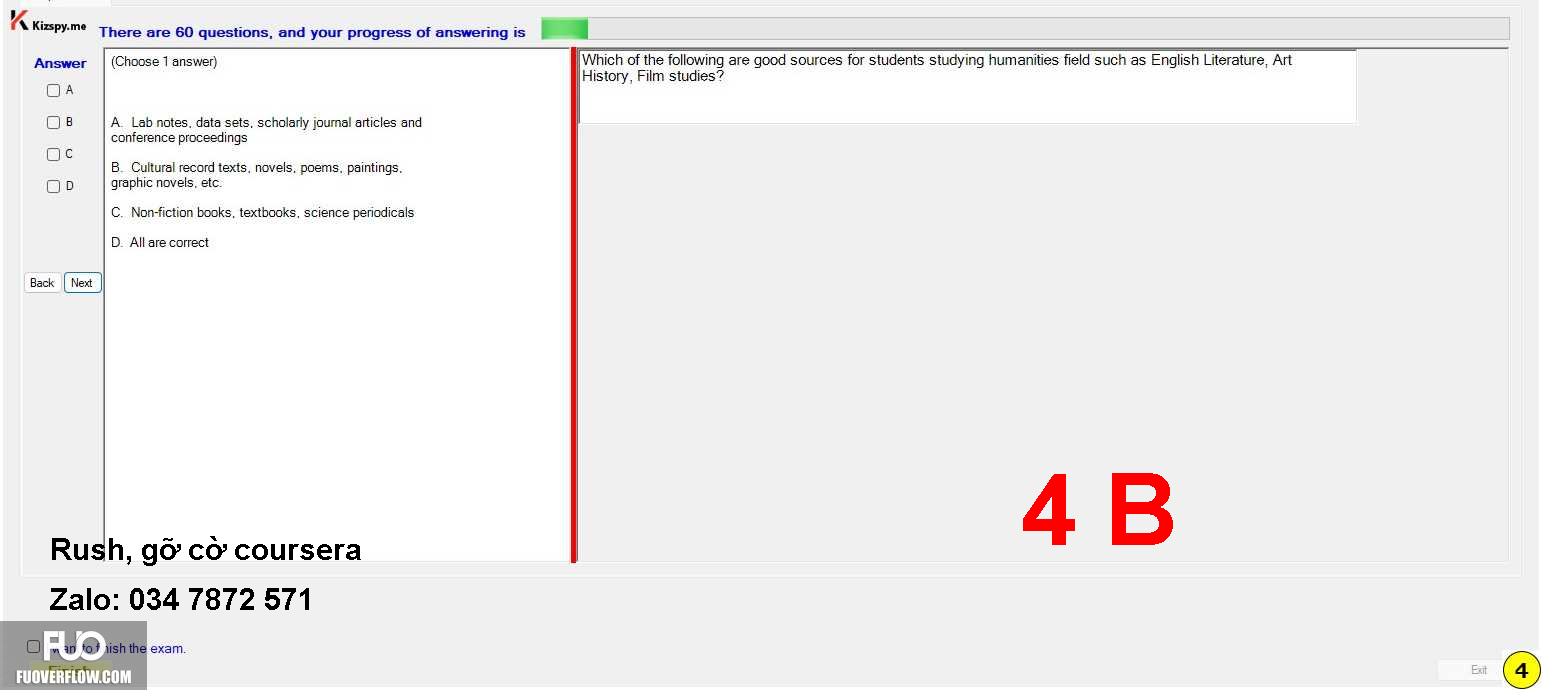 Kizspy.me
There are 60 questions, and your progress of answering is
Answer
A
B
C
D
Back
Next
(Choose 1 answer)
A. Lab notes, data sets, scholarly journal articles and
conference proceedings
B. Cultural record texts, novels, poems, paintings,
graphic novels, etc.
C. Non-fiction books, textbooks, science periodicals
D. All are correct
Which of the following are good sources for students studying humanities field such as English Literature, Art
History, Film studies?
4 B
Rush, gỡ cờ coursera
Zalo: 034 7872 571
want to finish the exam.
Finish
FUO
FUOVERFLOW.COM
Exit
4